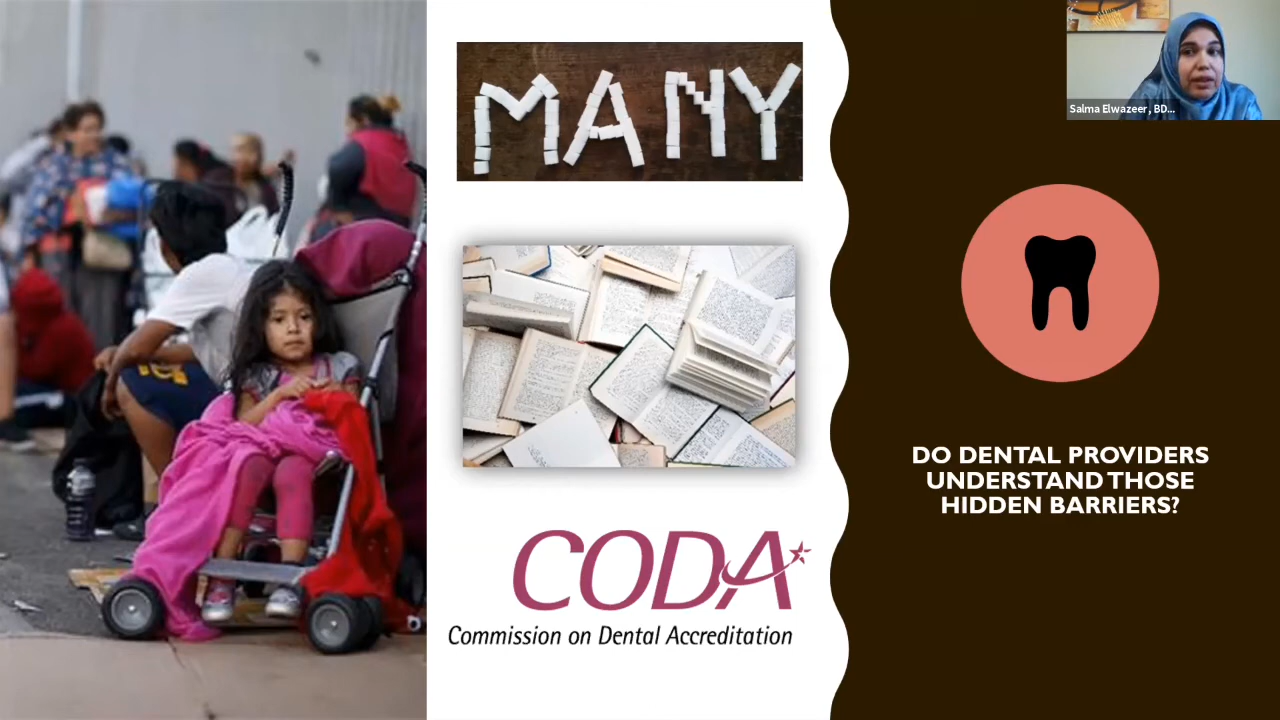 MANY
Salma Elwazeer, BD...
DO DENTAL PROVIDERS
UNDERSTAND THOSE
HIDDEN BARRIERS?
CODA
Commission on Dental Accreditation